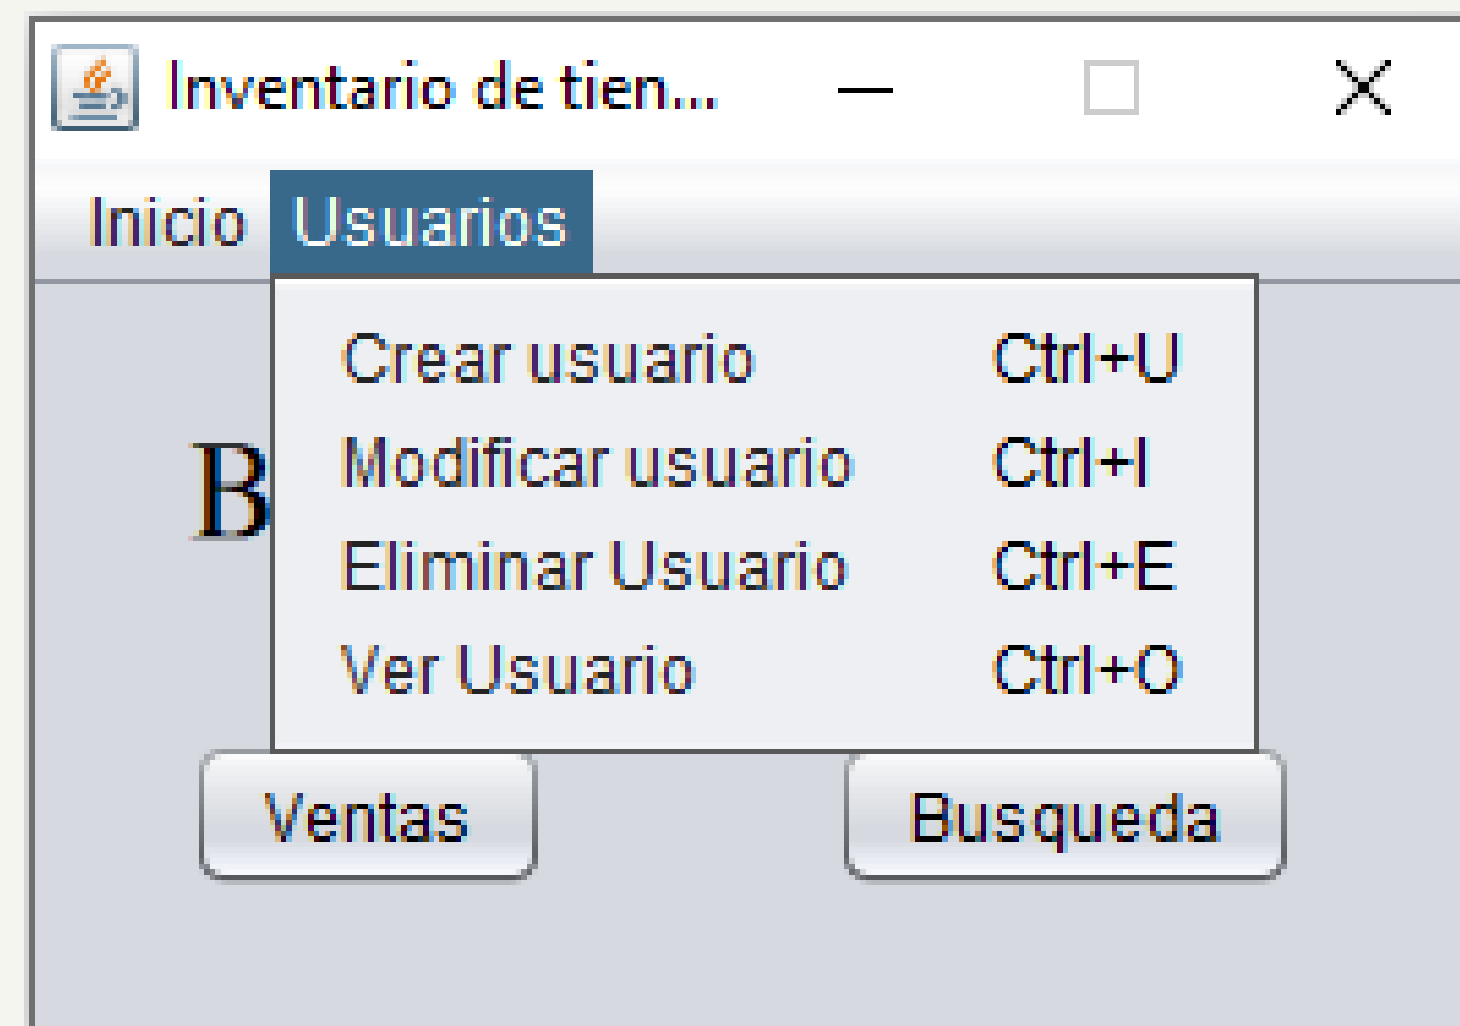 Inventario de tien...
Inicio Usuarios
Crear usuario Ctrl+U
Modificar usuario Ctrl+I
Eliminar Usuario Ctrl+E
B
Ver Usuario Ctrl+O
Ventas Busqueda